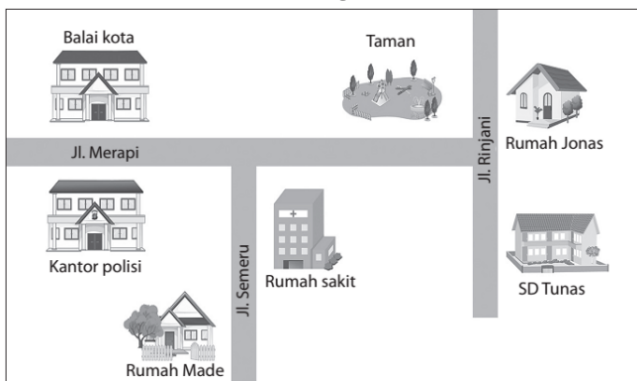 Balai kota
Taman
Rumah Jonas
Jl. Merapi
Jl. Rinjani
Kantor polisi
Jl. Semeru
Rumah sakit
SD Tunas
Rumah Made